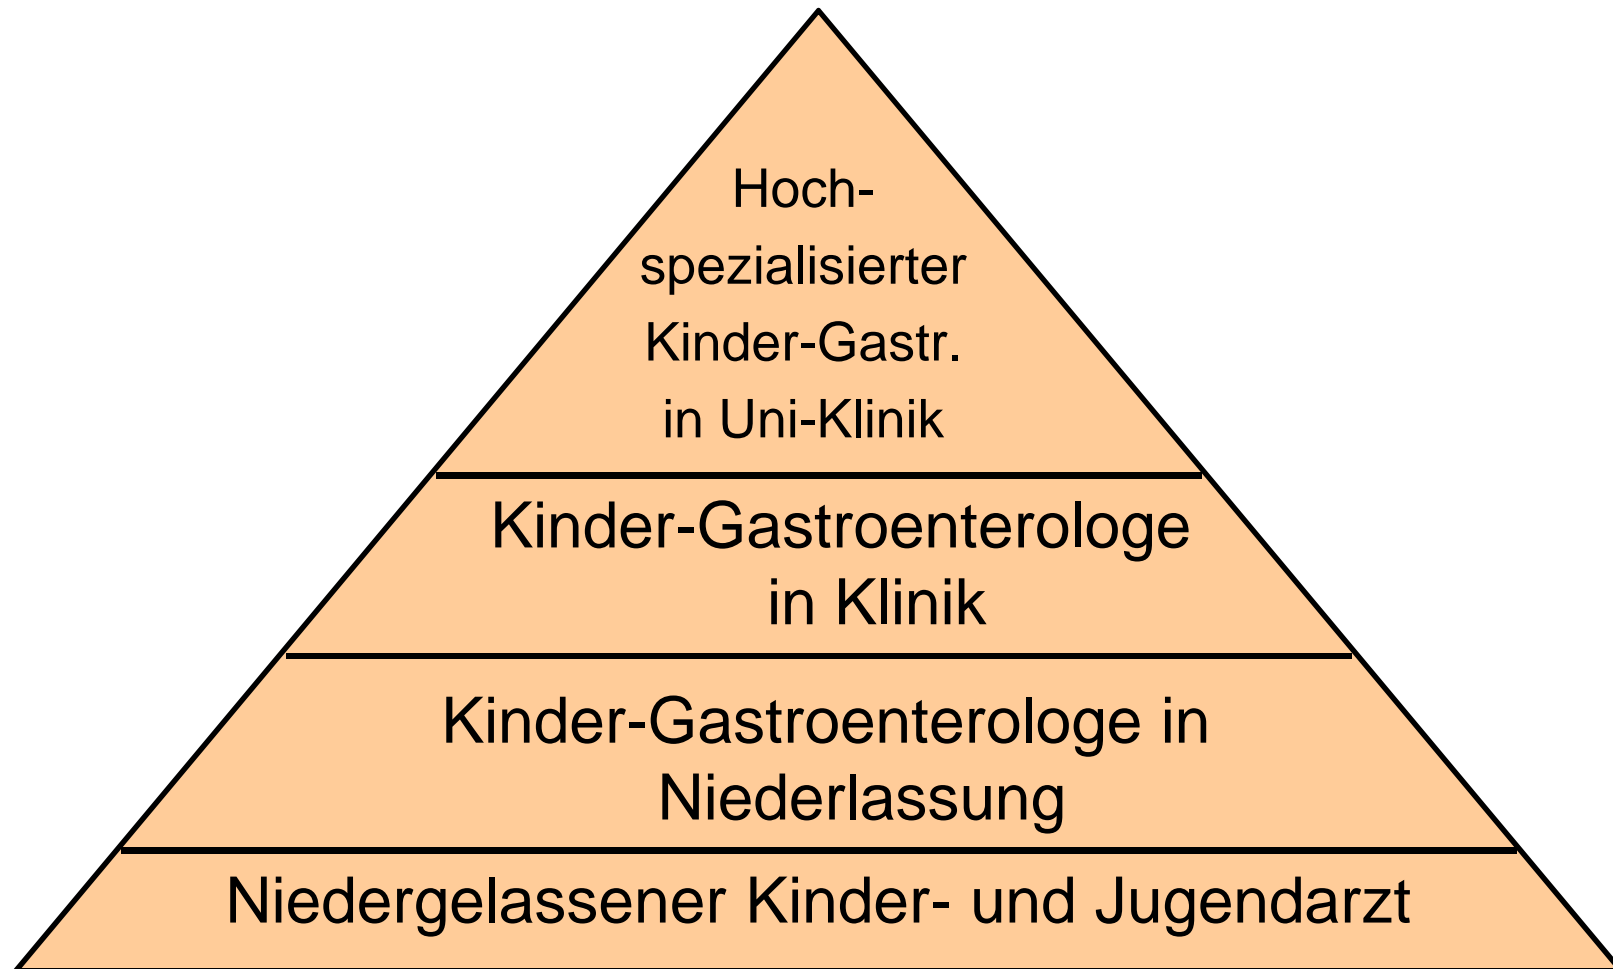 Hoch-
spezialisierter
Kinder-Gastr.
in Uni-Klinik
Kinder-Gastroenterologe
in Klinik
Kinder-Gastroenterologe in
Niederlassung
Niedergelassener Kinder- und Jugendarzt